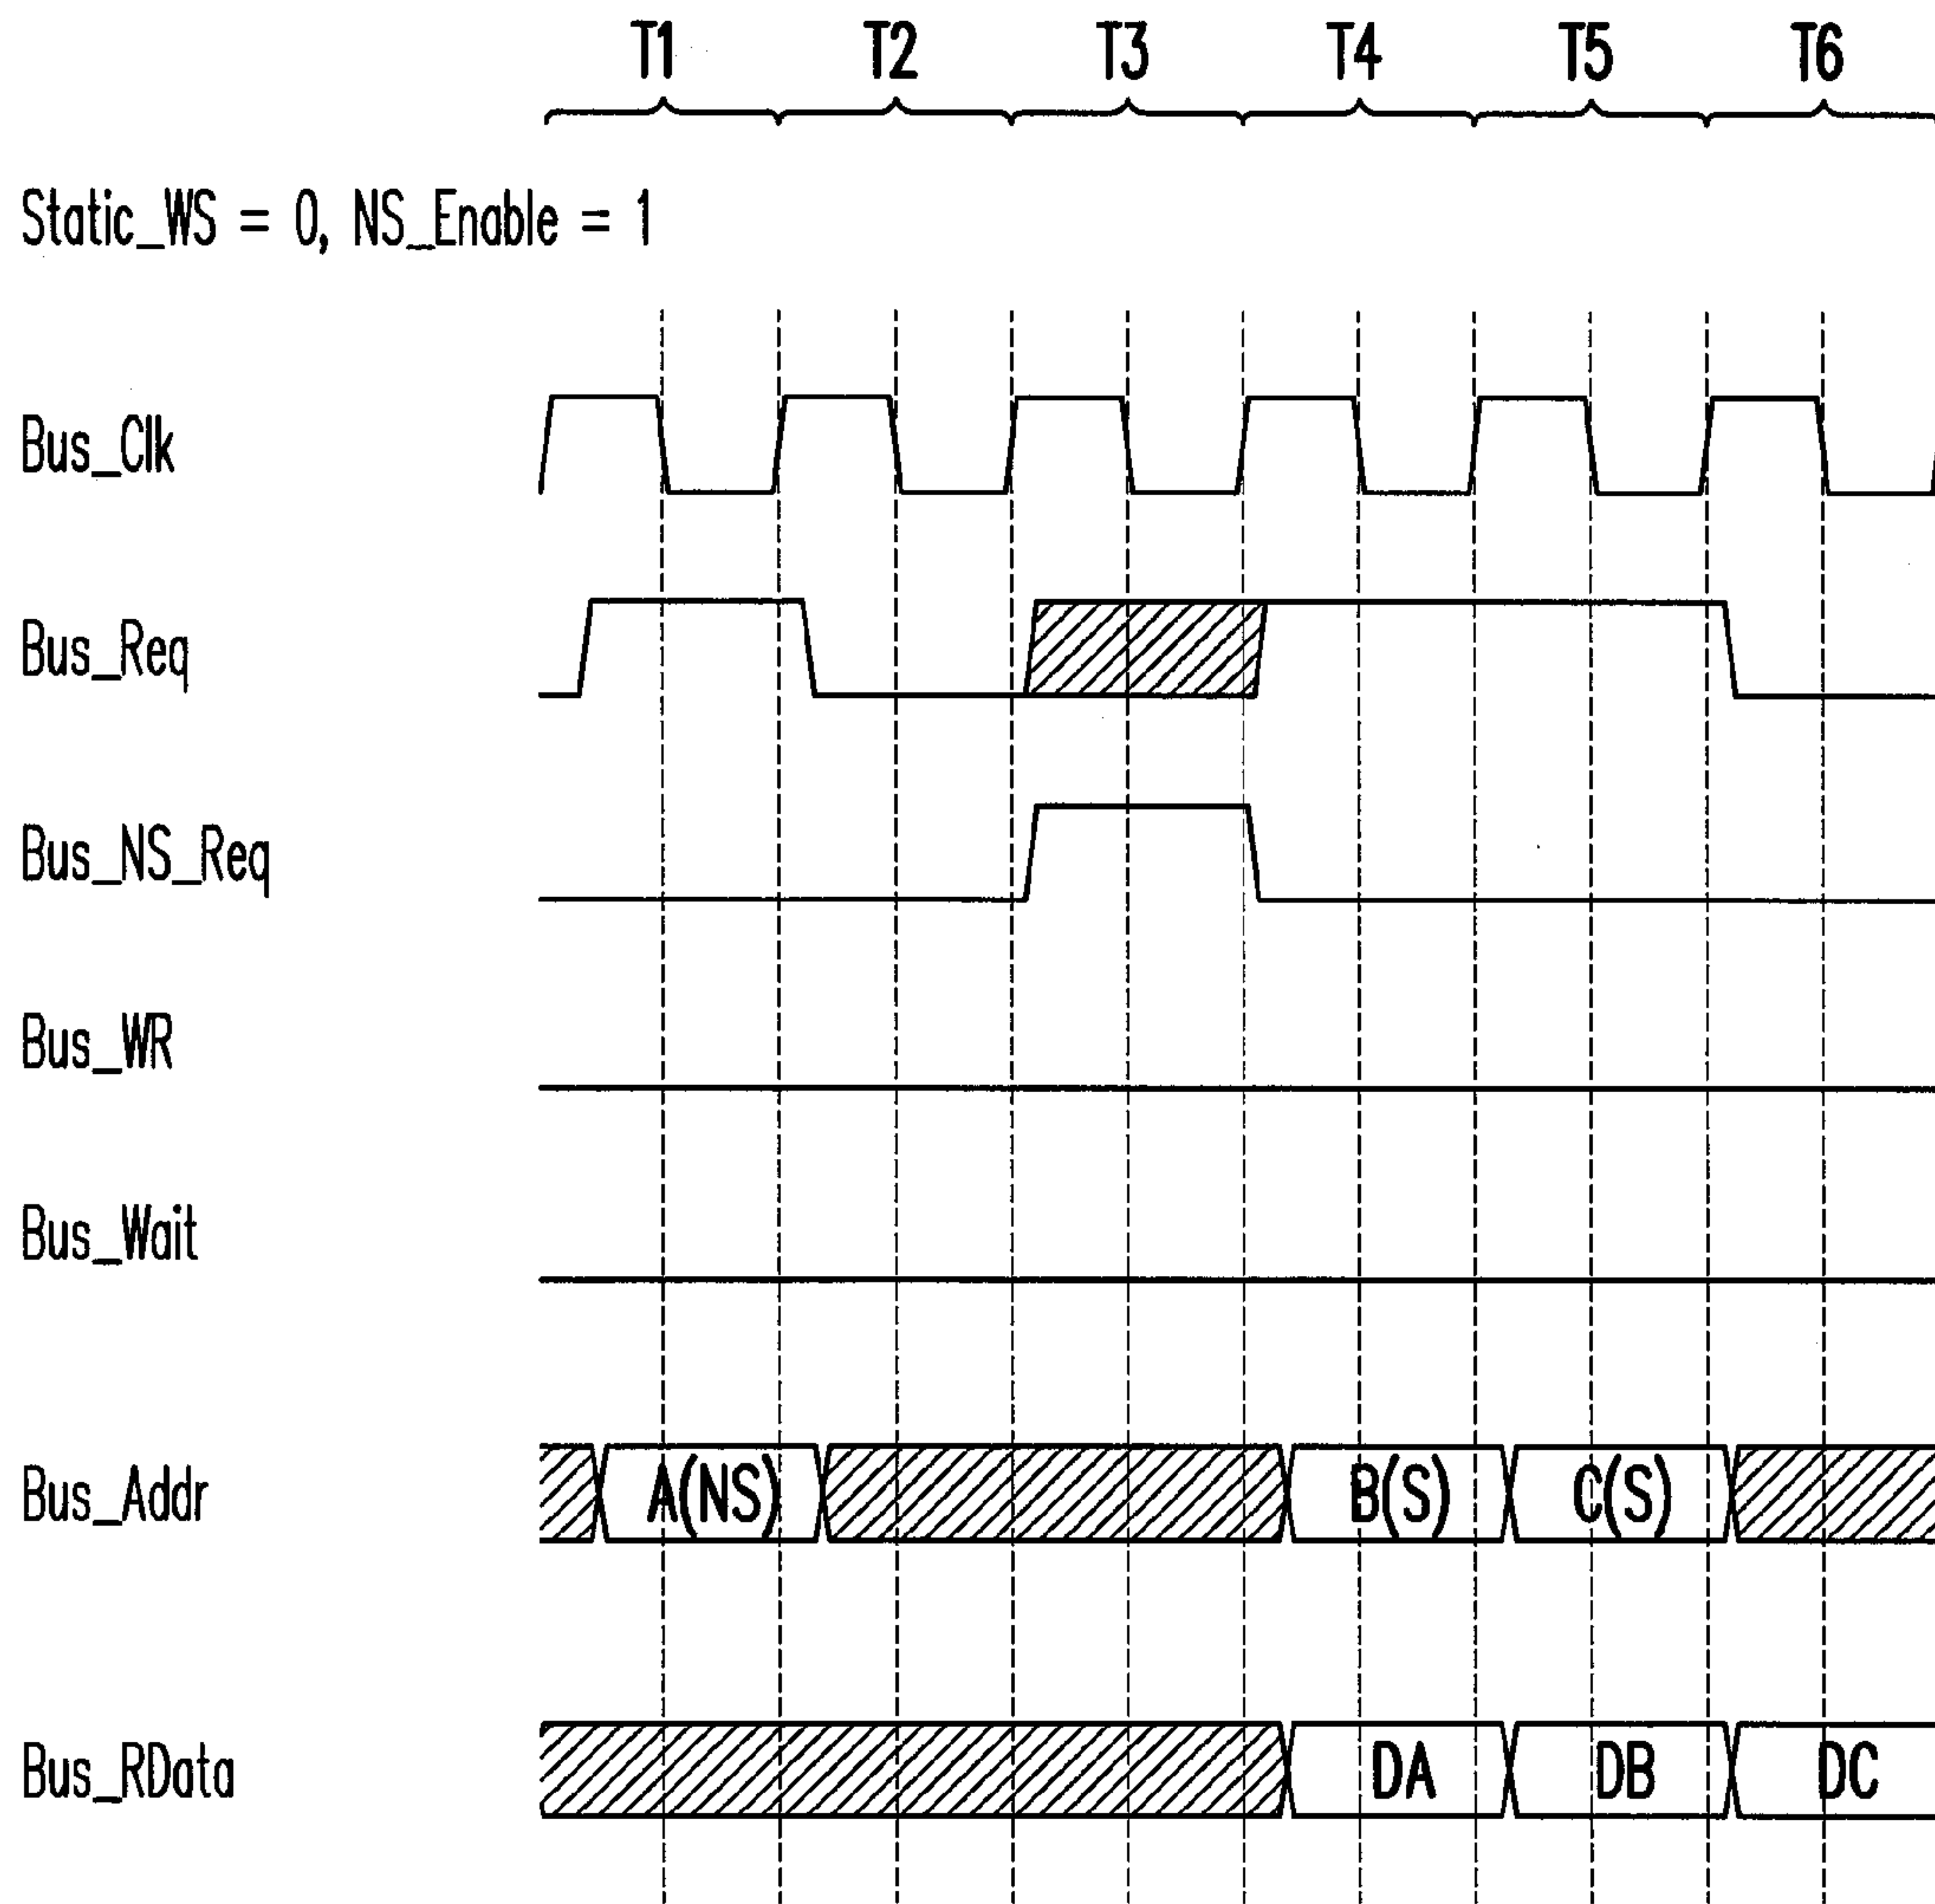 T1 T2 T3 T4 T5 T6
Static_WS = 0, NS_Enable = 1
Bus_Clk
Bus_Req
Bus_NS_Req
Bus_WR
Bus_Wait
Bus_Addr A(NS) B(S) C(S)
Bus_RData DA DB DC